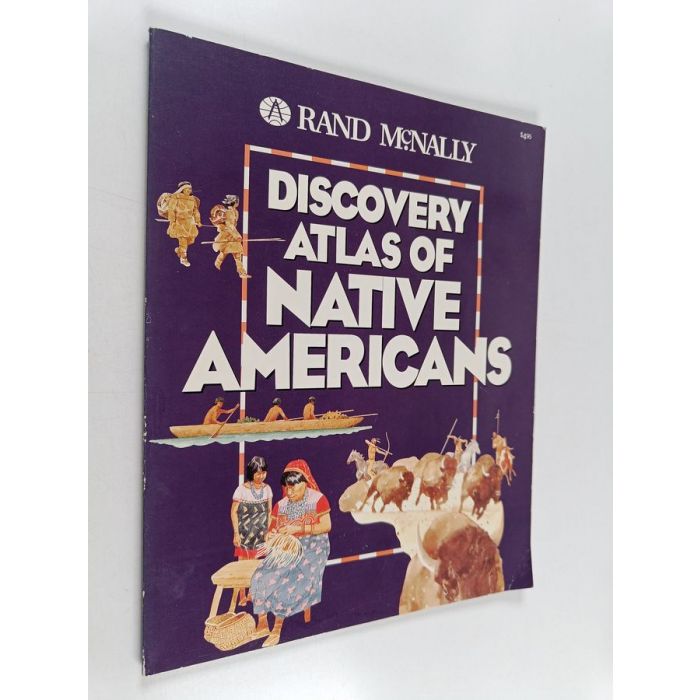 RAND McNALLY
DISCOVERY
ATLAS OF
NATIVE
AMERICANS